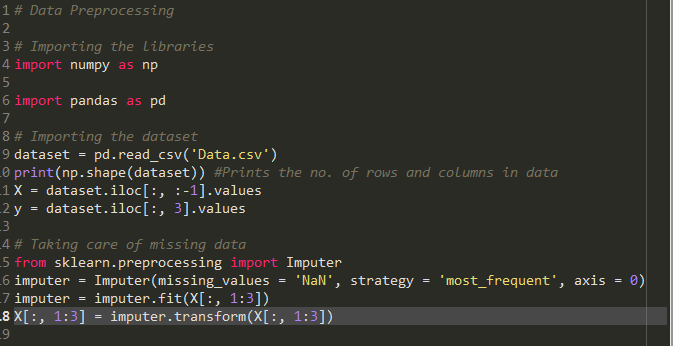 1 # Data Preprocessing
2
3 # Importing the libraries
4 import numpy as np
5
6 import pandas as pd
7
8 # Importing the dataset
9 dataset = pd.read_csv('Data.csv')
.0 print(np.shape(dataset)) #Prints the no. of rows and columns in data
.1 X = dataset.iloc[:, :-1].values
.2 y = dataset.iloc[:, 3].values
.3
.4 # Taking care of missing data
.5 from sklearn.preprocessing import Imputer
.6 imputer = Imputer(missing_values = 'NaN', strategy = 'most_frequent', axis = 0)
.7 imputer = imputer.fit(X[:, 1:3])
.8 X[:, 1:3] = imputer.transform(X[:, 1:3])
.9